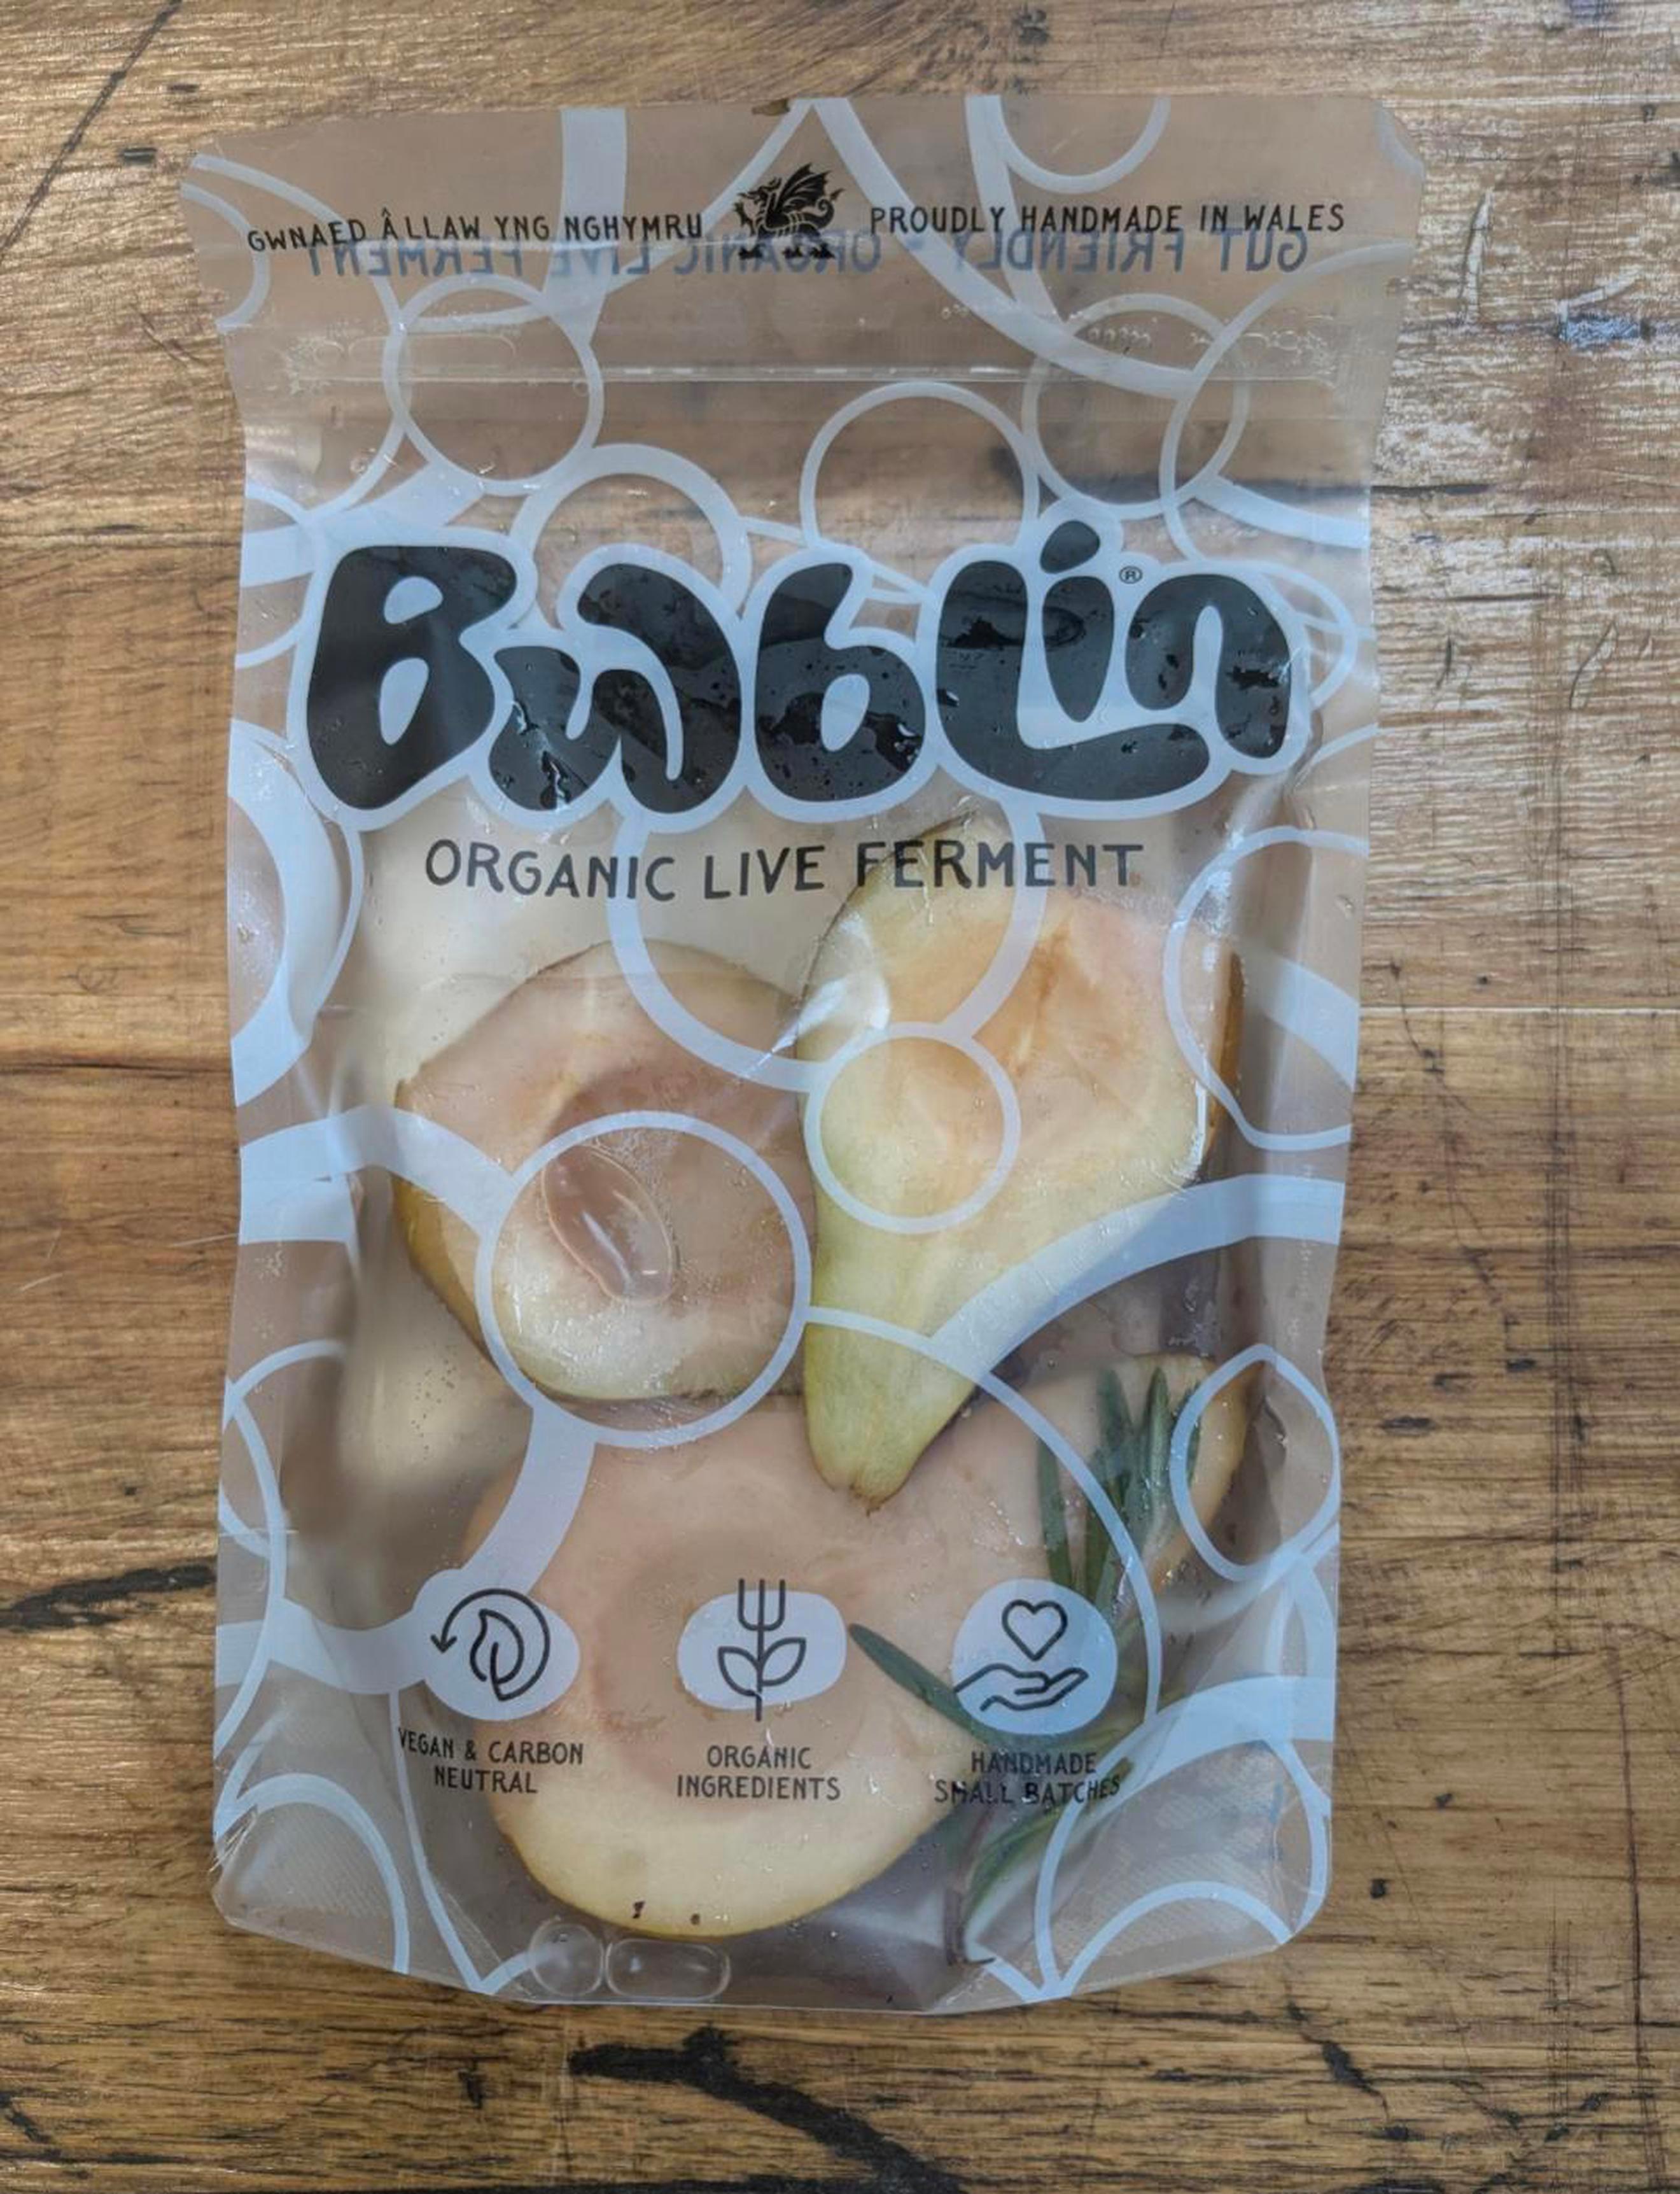 GWNAED Â LLAW YNG NGHYMRU PROUDLY HANDMADE IN WALES
GUT FRIENDLY - ORGANIC LIVE FERMENT
Bwblin®
ORGANIC LIVE FERMENT
VEGAN & CARBON
NEUTRAL
ORGANIC
INGREDIENTS
HANDMADE
SMALL BATCHES